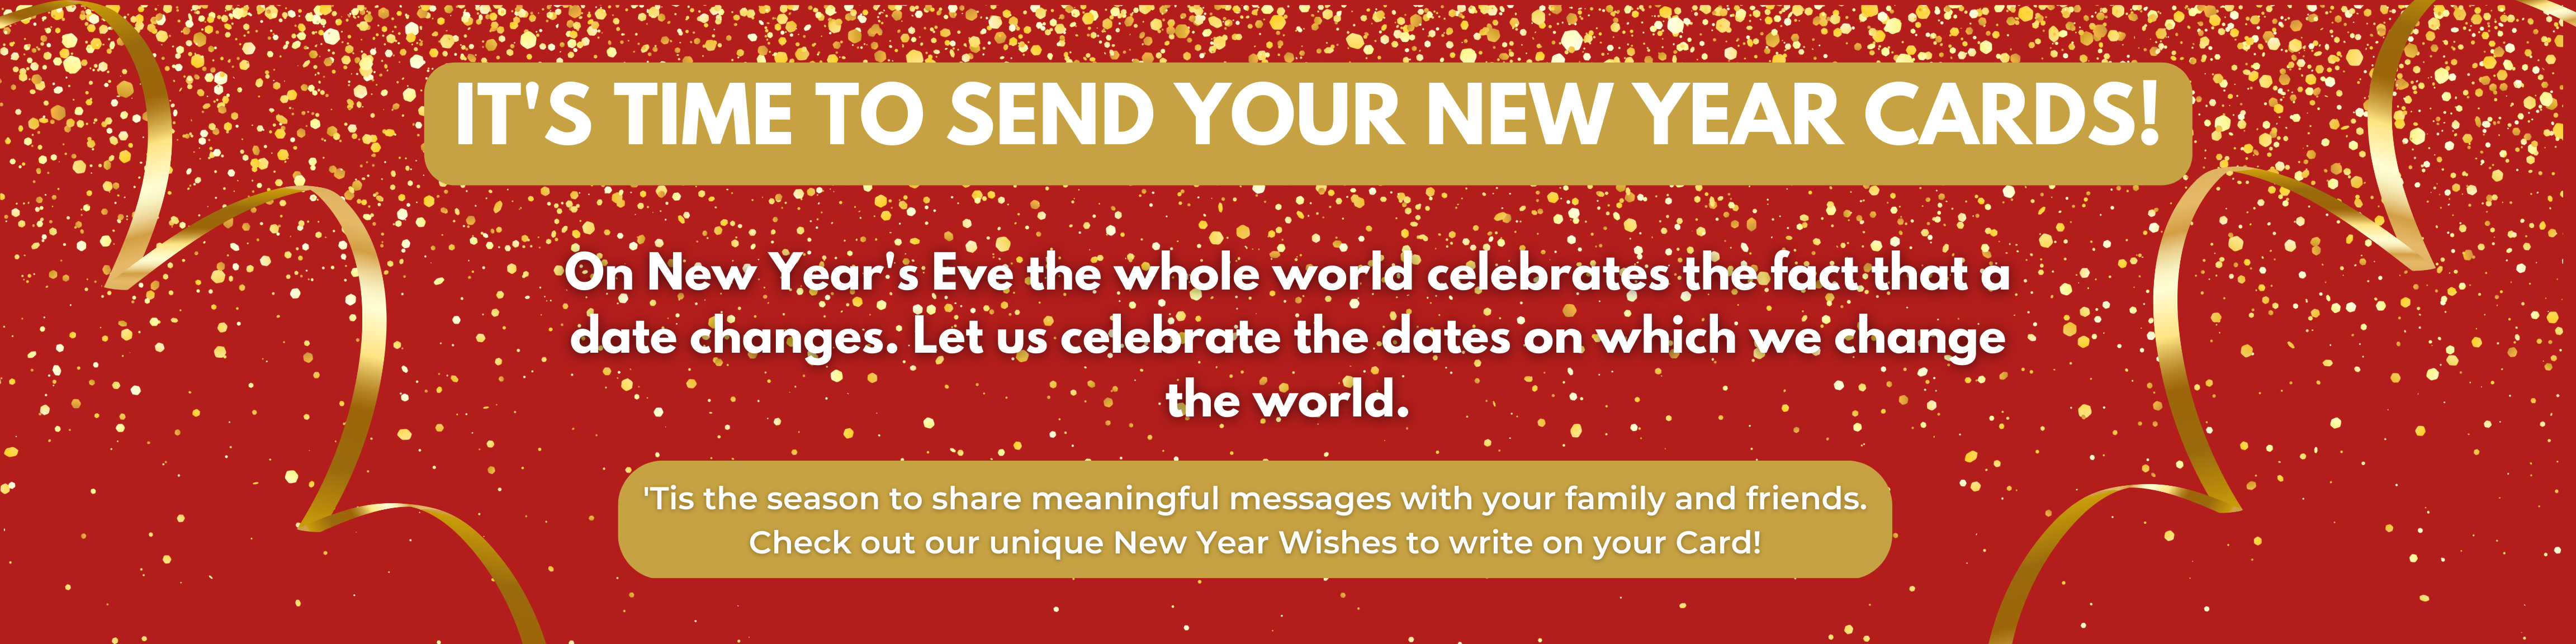 IT'S TIME TO SEND YOUR NEW YEAR CARDS!
On New Year's Eve the whole world celebrates the fact that a
date changes. Let us celebrate the dates on which we change
the world.
'Tis the season to share meaningful messages with your family and friends.
Check out our unique New Year Wishes to write on your Card!